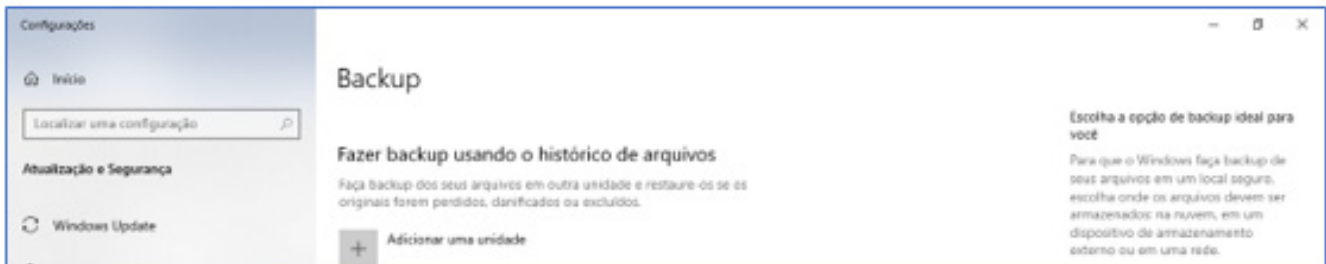 Configurações
Início
Localizar uma configuração
Atualização e Segurança
Windows Update
Backup
Fazer backup usando o histórico de arquivos
Faça backup dos seus arquivos em outra unidade e restaure-os se os
originais forem perdidos, danificados ou excluídos.
Adicionar uma unidade
Escolha a opção de backup ideal para
você
Para que o Windows faça backup de
seus arquivos em um local seguro,
escolha onde os arquivos devem ser
armazenados: na nuvem, em um
dispositivo de armazenamento
externo ou em uma rede.